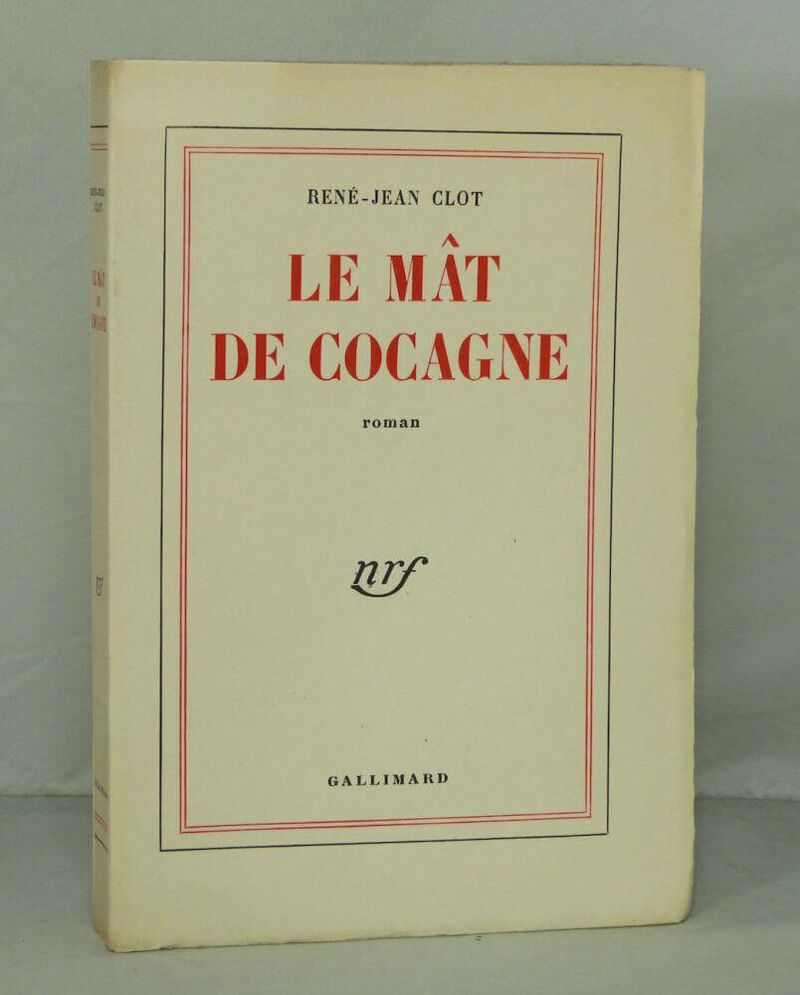 RENÉ-JEAN CLOT
LE MÂT
DE COCAGNE
roman
nrf
GALLIMARD